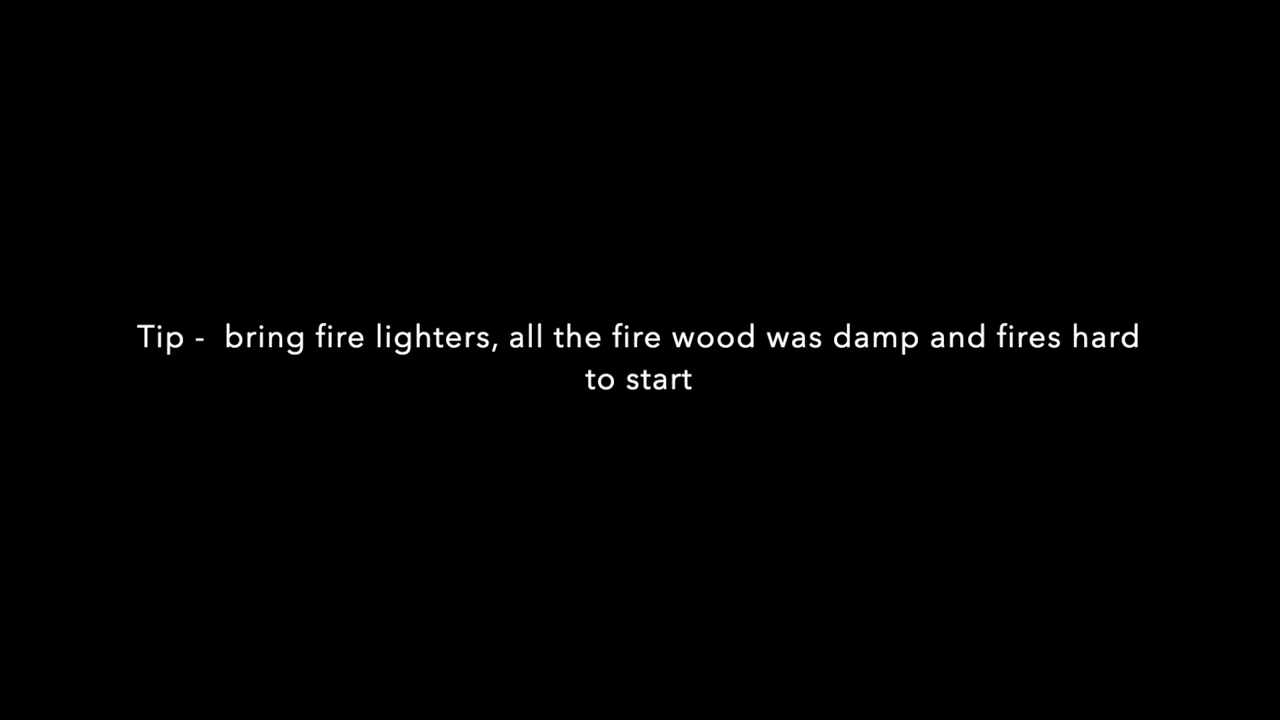 Tip -  bring fire lighters, all the fire wood was damp and fires hard
to start